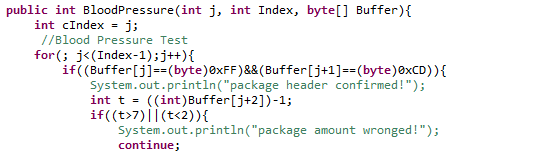 public int BloodPressure(int j, int Index, byte[] Buffer){
int cIndex = j;
//Blood Pressure Test
for(; j<(Index-1);j++){
if((Buffer[j]==(byte)0xFF)&&(Buffer[j+1]==(byte)0xCD)){
System.out.println("package header confirmed!");
int t = ((int)Buffer[j+2])-1;
if((t>7)||(t<2)){
System.out.println("package amount wronged!");
continue;